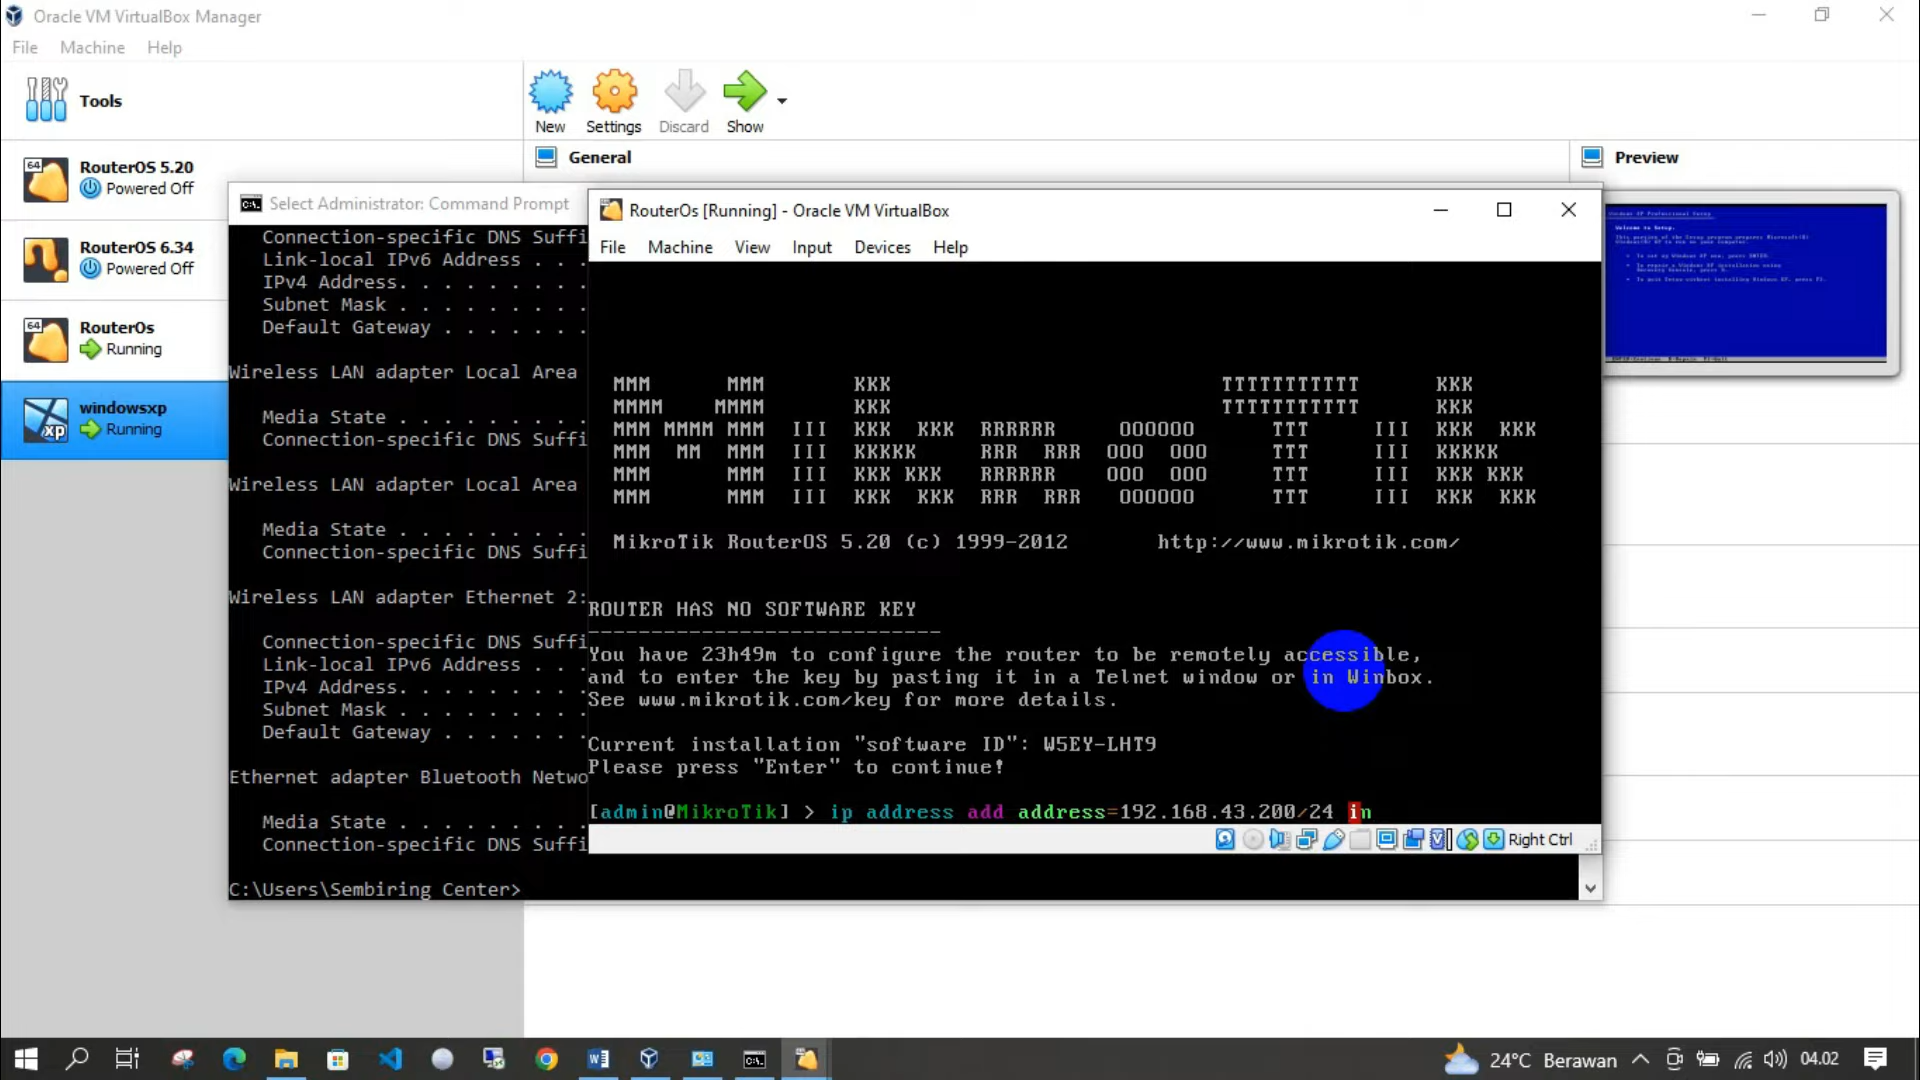 Oracle VM VirtualBox Manager
File Machine Help
Tools
New Settings Discard Show
General
Preview
64
RouterOS 5.20
Powered Off
RouterOS 6.34
Powered Off
64
RouterOs
Running
xp
windowsxp
Running
Select Administrator: Command Prompt
Connection-specific DNS Suffi
Link-local IPv6 Address . . .
IPv4 Address. . . . . . . . .
Subnet Mask . . . . . . . . .
Default Gateway . . . . . . .
Wireless LAN adapter Local Area
Media State . . . . . . . . .
Connection-specific DNS Suffi
Wireless LAN adapter Local Area
Media State . . . . . . . . .
Connection-specific DNS Suffi
Wireless LAN adapter Ethernet 2:
Connection-specific DNS Suffi
Link-local IPv6 Address . . .
IPv4 Address. . . . . . . . .
Subnet Mask . . . . . . . . .
Default Gateway . . . . . . .
Ethernet adapter Bluetooth Netwo
Media State . . . . . . . . .
Connection-specific DNS Suffi
C:\Users\Sembiring Center>
RouterOs [Running] - Oracle VM VirtualBox
File Machine View Input Devices Help
MMM      MMM       KKK                          TTTTTTTTTTT      KKK
MMMM    MMMM       KKK                          TTTTTTTTTTT      KKK
MMM MMMM MMM  III  KKK  KKK  RRRRRR     OOOOOO      TTT     III  KKK  KKK
MMM  MM  MMM  III  KKKKK     RRR  RRR  OOO  OOO     TTT     III  KKKKK
MMM      MMM  III  KKK KKK   RRRRRR    OOO  OOO     TTT     III  KKK KKK
MMM      MMM  III  KKK  KKK  RRR  RRR   OOOOOO      TTT     III  KKK  KKK
MikroTik RouterOS 5.20 (c) 1999-2012       http://www.mikrotik.com/
ROUTER HAS NO SOFTWARE KEY
----------------------------
You have 23h49m to configure the router to be remotely accessible,
and to enter the key by pasting it in a Telnet window or in Winbox.
See www.mikrotik.com/key for more details.
Current installation "software ID": W5EY-LHT9
Please press "Enter" to continue!
[admin@MikroTik] > ip address add address=192.168.43.200/24 in
Right Ctrl
24°C Berawan
04.02